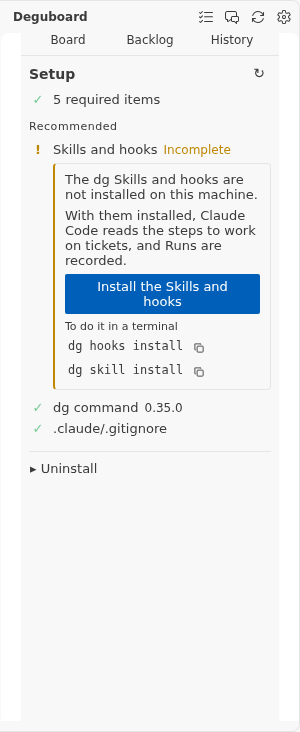 Deguboard
Board Backlog History
Setup
5 required items
Recommended
! Skills and hooks Incomplete
The dg Skills and hooks are
not installed on this machine.
With them installed, Claude
Code reads the steps to work
on tickets, and Runs are
recorded.
Install the Skills and
hooks
To do it in a terminal
dg hooks install
dg skill install
dg command 0.35.0
.claude/.gitignore
Uninstall